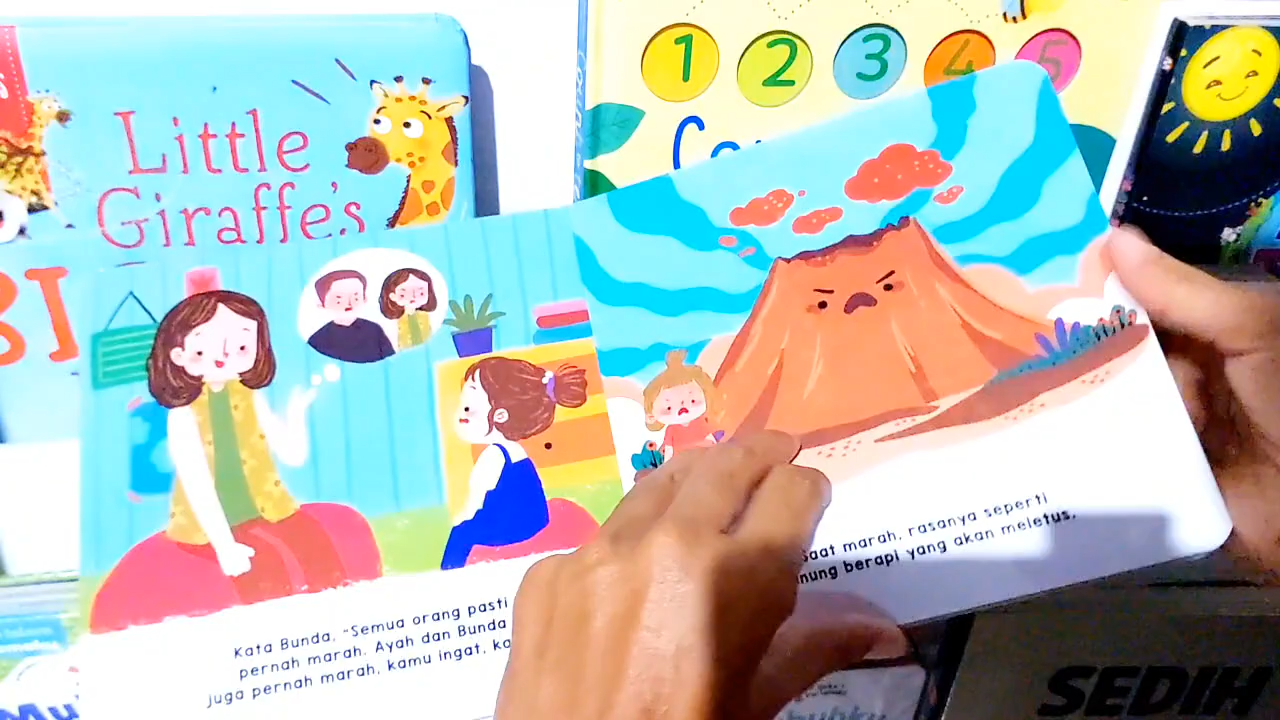 Little
Giraffe's
1 2 3 4 5
BI
Kata Bunda, "Semua orang pasti
pernah marah. Ayah dan Bunda
juga pernah marah, kamu ingat,
Saat marah, rasanya seperti
yang akan meletus.
berapi
SEDIH